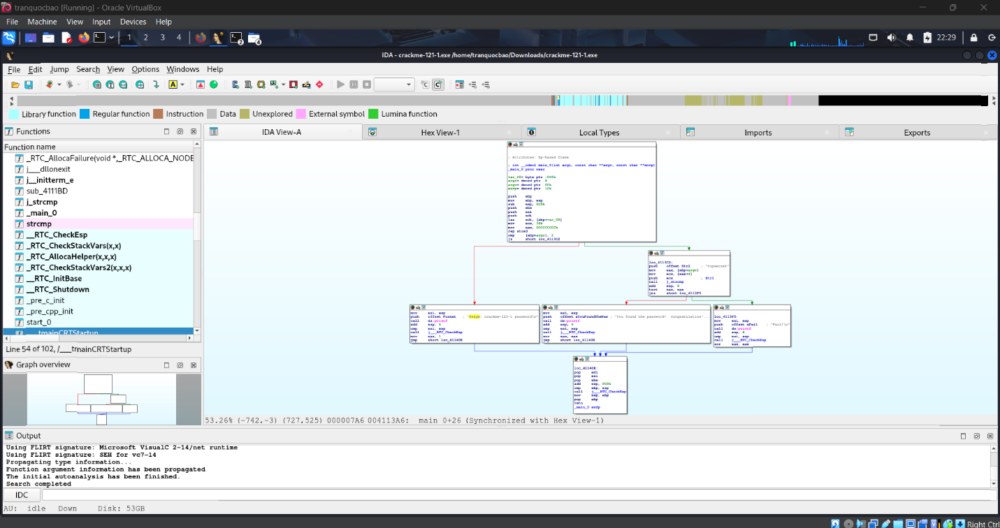 tranquocbao [Running] - Oracle VirtualBox
File Machine View Input Devices Help
1 2 3 4 2 4 22:29
IDA - crackme-121-1.exe /home/tranquocbao/Downloads/crackme-121-1.exe
File Edit Jump Search View Options Windows Help
Library function Regular function Instruction Data Unexplored External symbol Lumina function
Functions
IDA View-A Hex View-1 Local Types Imports Exports
Function name
_RTC_AllocaFailure(void *,_RTC_ALLOCA_NODE
j___dllonexit
j__initterm_e
sub_4111BD
j_strcmp
_main_0
strcmp
__RTC_CheckEsp
_RTC_CheckStackVars(x,x)
_RTC_AllocaHelper(x,x,x)
_RTC_CheckStackVars2(x,x,x)
__RTC_InitBase
__RTC_Shutdown
_pre_c_init
_pre_cpp_init
start_0
___tmainCRTStartup
Line 54 of 102, /___tmainCRTStartup
Graph overview
; Attributes: bp-based frame
; int __cdecl main_0(int argc, const char **argv, const char **envp)
_main_0 proc near
var_C0= byte ptr -0C0h
argc= dword ptr 8
argv= dword ptr 0Ch
envp= dword ptr 10h
push ebp
mov ebp, esp
sub esp, 0C0h
push ebx
push esi
push edi
lea edi, [ebp+var_C0]
mov ecx, 30h
mov eax, 0CCCCCCCCh
rep stosd
cmp [ebp+argc], 2
jz short loc_4113C2
loc_4113C2:
push offset Str2 ; "topsecret"
mov eax, [ebp+argv]
mov ecx, [eax+4]
push ecx ; Str1
call j_strcmp
add esp, 8
test eax, eax
jnz short loc_4113F5
mov esi, esp
push offset Format ; "Usage: crackme-123-1 password\n"
call ds:printf
add esp, 4
cmp esi, esp
call j___RTC_CheckEsp
mov eax, 1
jmp short loc_41140E
mov esi, esp
push offset aYouFoundThePas ; "You found the password! Congratulation"...
call ds:printf
add esp, 4
cmp esi, esp
call j___RTC_CheckEsp
xor eax, eax
jmp short loc_41140E
loc_4113F5:
mov esi, esp
push offset aFail ; "Fail!\n"
call ds:printf
add esp, 4
cmp esi, esp
call j___RTC_CheckEsp
xor eax, eax
loc_41140E:
pop edi
pop esi
pop ebx
add esp, 0C0h
cmp ebp, esp
call j___RTC_CheckEsp
mov esp, ebp
pop ebp
retn
_main_0 endp
53.26% (-742,-3) (727,525) 000007A6 004113A6: main 0+26 (Synchronized with Hex View-1)
Output
Using FLIRT signature: Microsoft VisualC 2-14/net runtime
Using FLIRT signature: SEH for vc7-14
Propagating type information...
Function argument information has been propagated
The initial autoanalysis has been finished.
Search completed
IDC
AU: idle Down Disk: 53GB
Right Ctrl